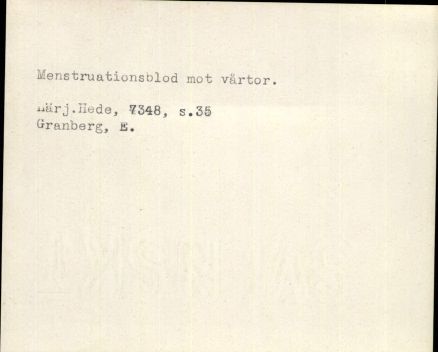 Menstruationsblod mot vårtor.
Härj.Hede, 7348, s.35
Granberg, E.